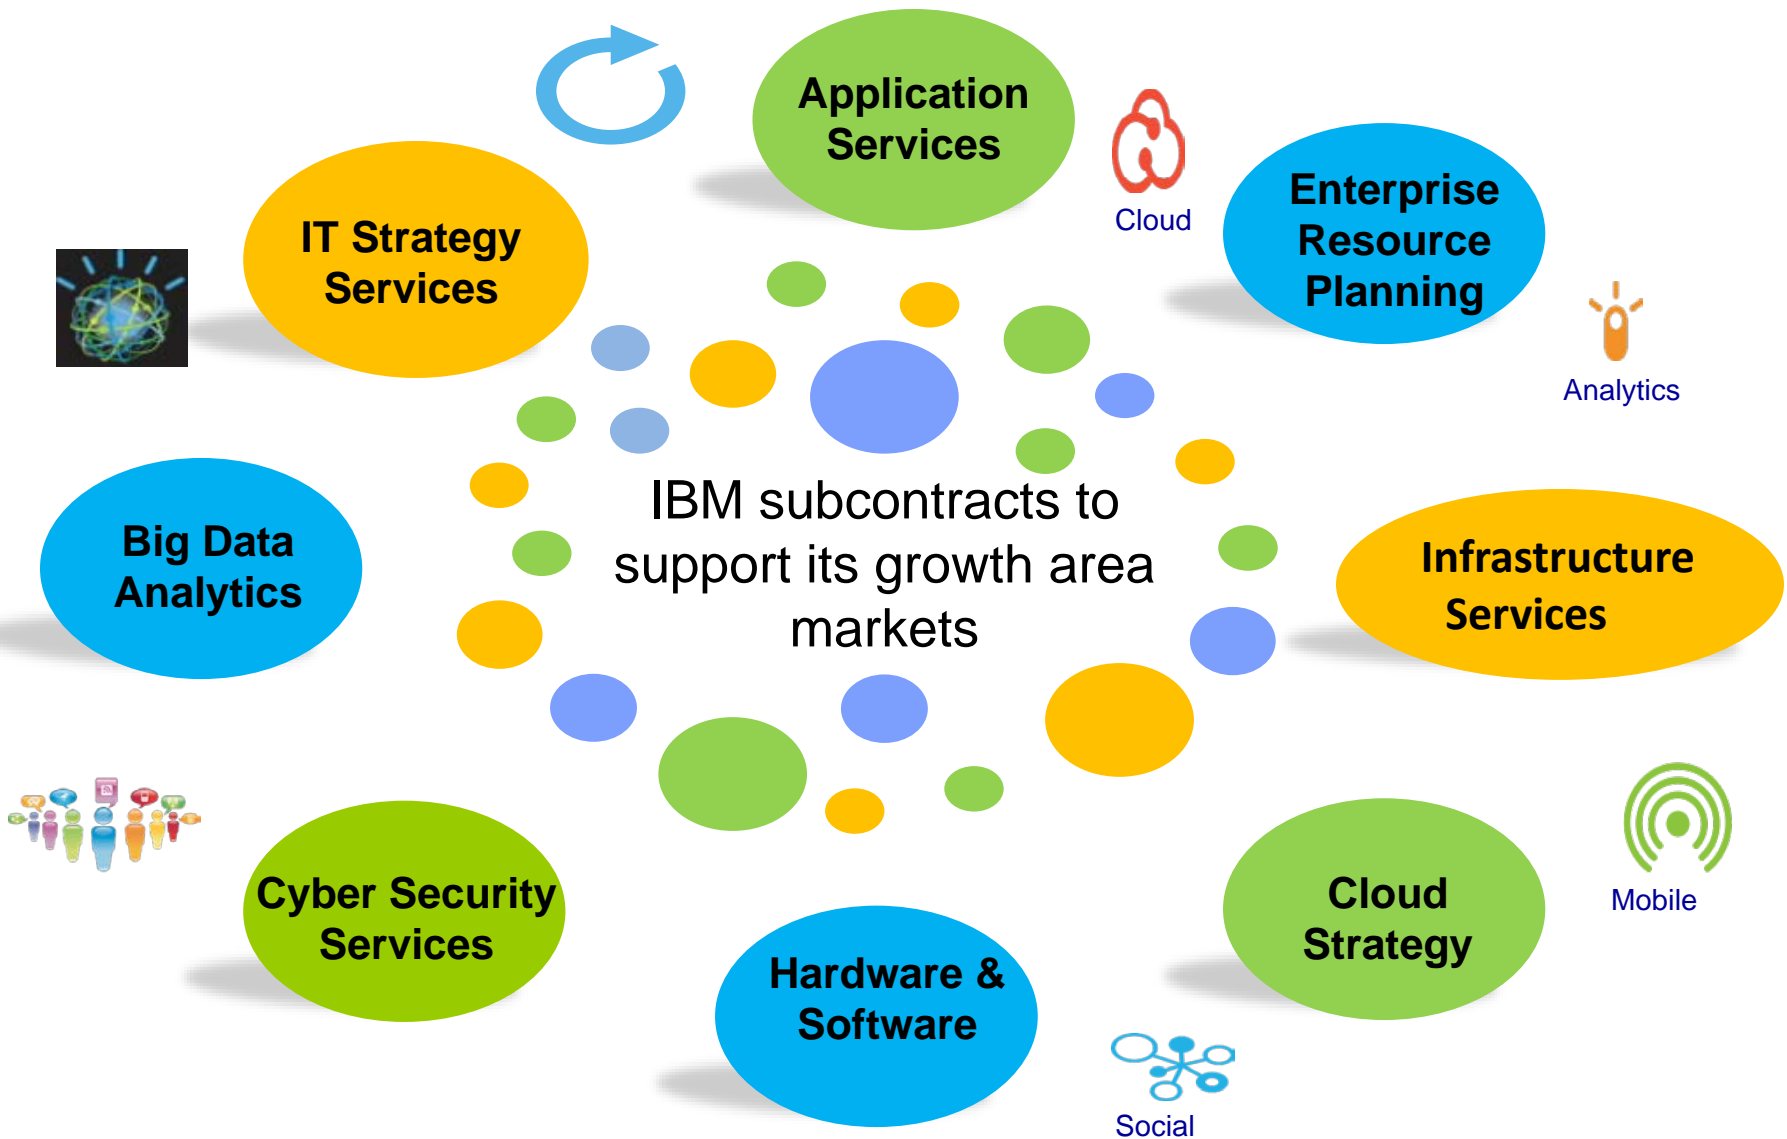 Application
Services
Cloud
Enterprise
Resource
Planning
IT Strategy
Services
Analytics
IBM subcontracts to
support its growth area
markets
Big Data
Analytics
Infrastructure
Services
Cyber Security
Services
Cloud
Strategy
Mobile
Hardware &
Software
Social